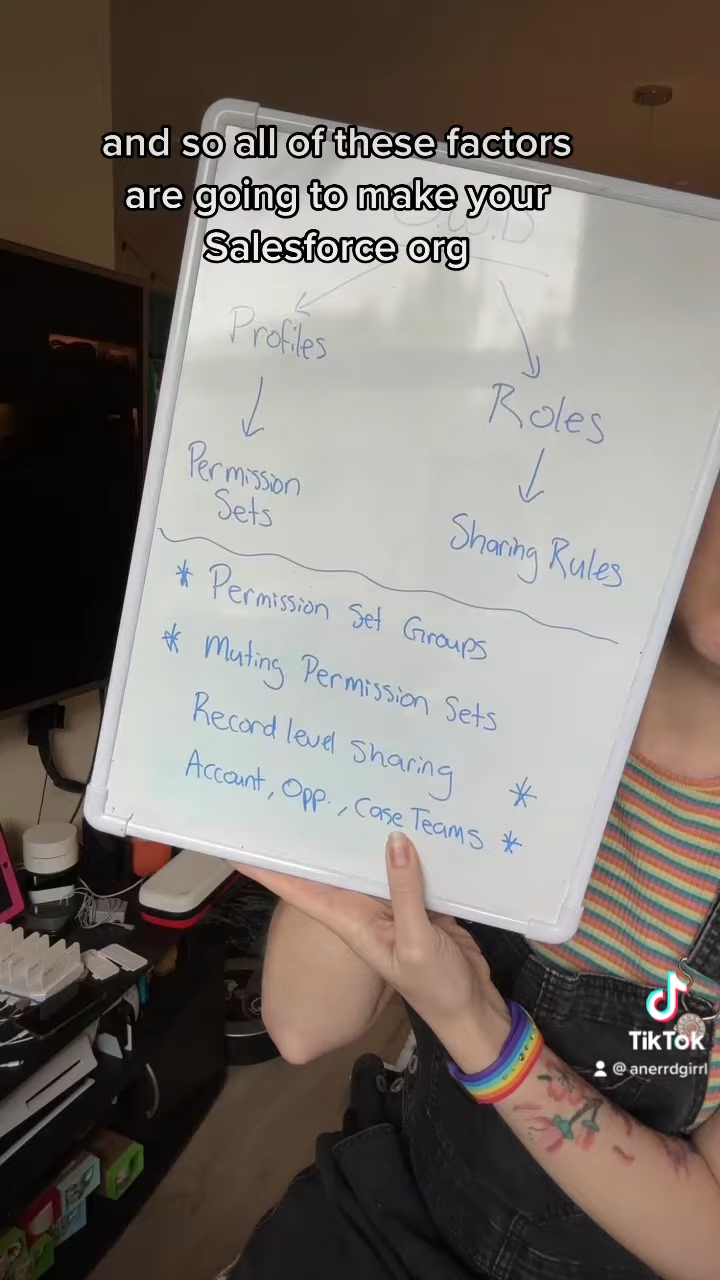 and so all of these factors
are going to make your
Salesforce org
O.W.D
Profiles
Roles
Permission
Sets
Sharing Rules
* Permission Set Groups
* Muting Permission Sets
Record level sharing *
Account, Opp., Case Teams *
TikTok
@anerrdgirrl